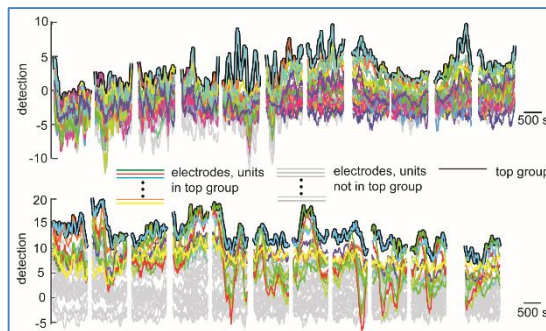 10
5
0
-5
-10
detection
500 s
electrodes, units
in top group
electrodes, units
not in top group
top group
20
15
10
5
0
-5
detection
500 s